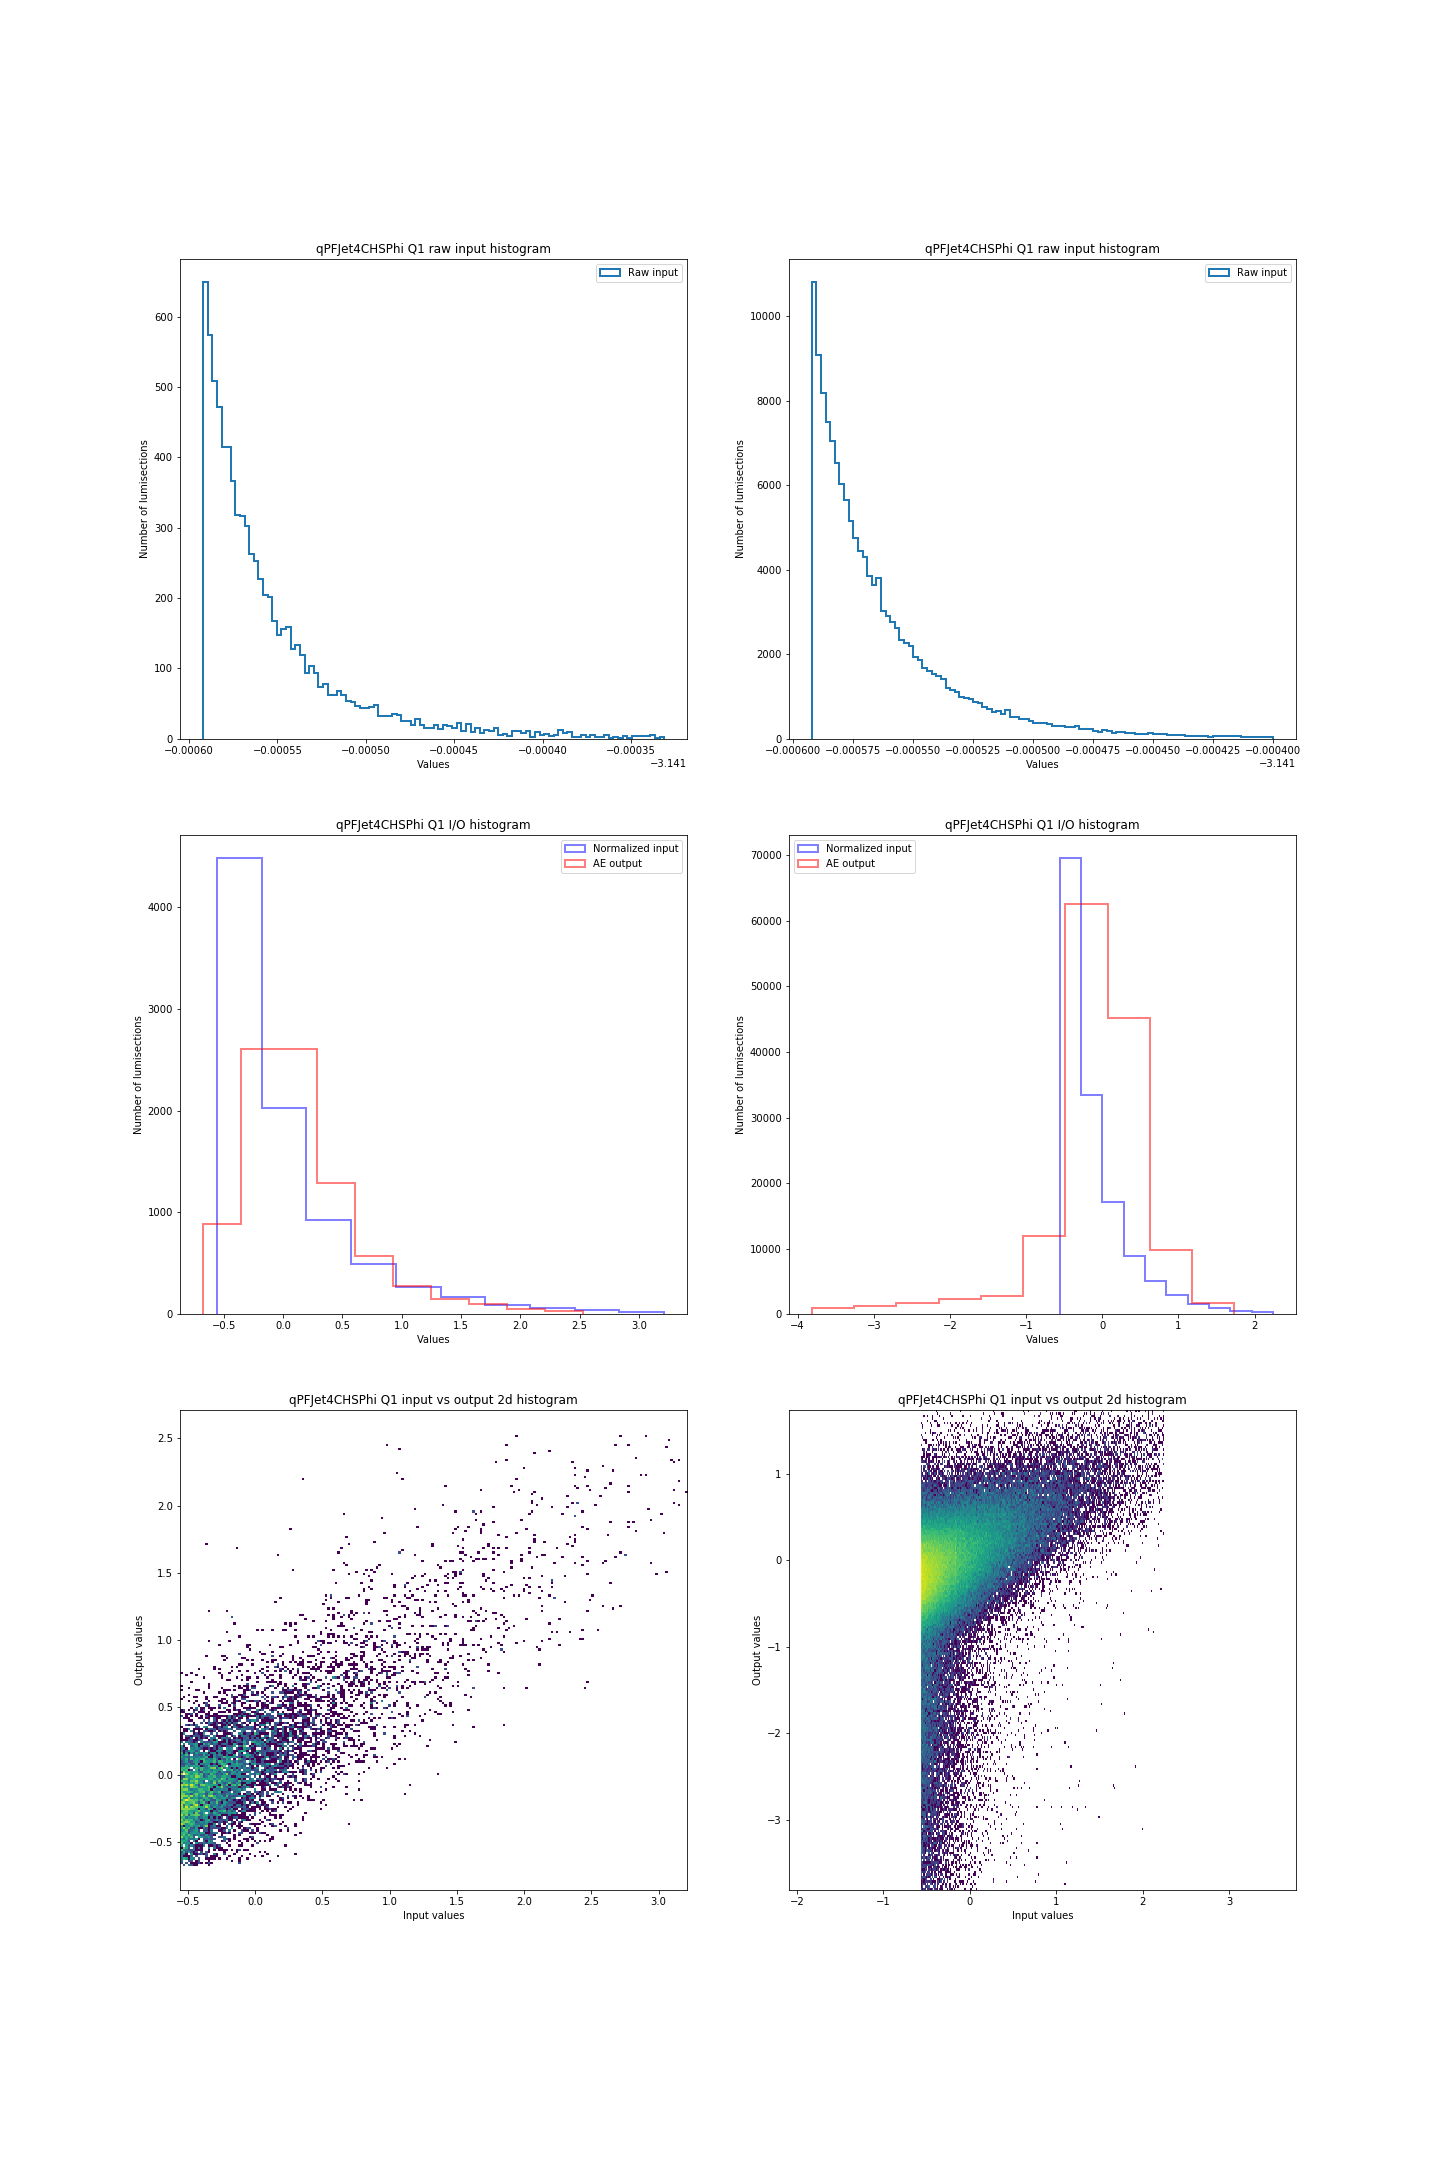 qPFJet4CHSPhi Q1 raw input histogram
Raw input
Number of lumisections
600
500
400
300
200
100
0
−0.00060 −0.00055 −0.00050 −0.00045 −0.00040 −0.00035
−3.141
Values
qPFJet4CHSPhi Q1 raw input histogram
Raw input
Number of lumisections
10000
8000
6000
4000
2000
0
−0.000600 −0.000575 −0.000550 −0.000525 −0.000500 −0.000475 −0.000450 −0.000425 −0.000400
−3.141
Values
qPFJet4CHSPhi Q1 I/O histogram
Normalized input
AE output
Number of lumisections
4000
3000
2000
1000
0
−0.5 0.0 0.5 1.0 1.5 2.0 2.5 3.0
Values
qPFJet4CHSPhi Q1 I/O histogram
Normalized input
AE output
Number of lumisections
70000
60000
50000
40000
30000
20000
10000
0
−4 −3 −2 −1 0 1 2
Values
qPFJet4CHSPhi Q1 input vs output 2d histogram
Output values
2.5
2.0
1.5
1.0
0.5
0.0
−0.5
−0.5 0.0 0.5 1.0 1.5 2.0 2.5 3.0
Input values
qPFJet4CHSPhi Q1 input vs output 2d histogram
Output values
1
0
−1
−2
−3
−2 −1 0 1 2 3
Input values